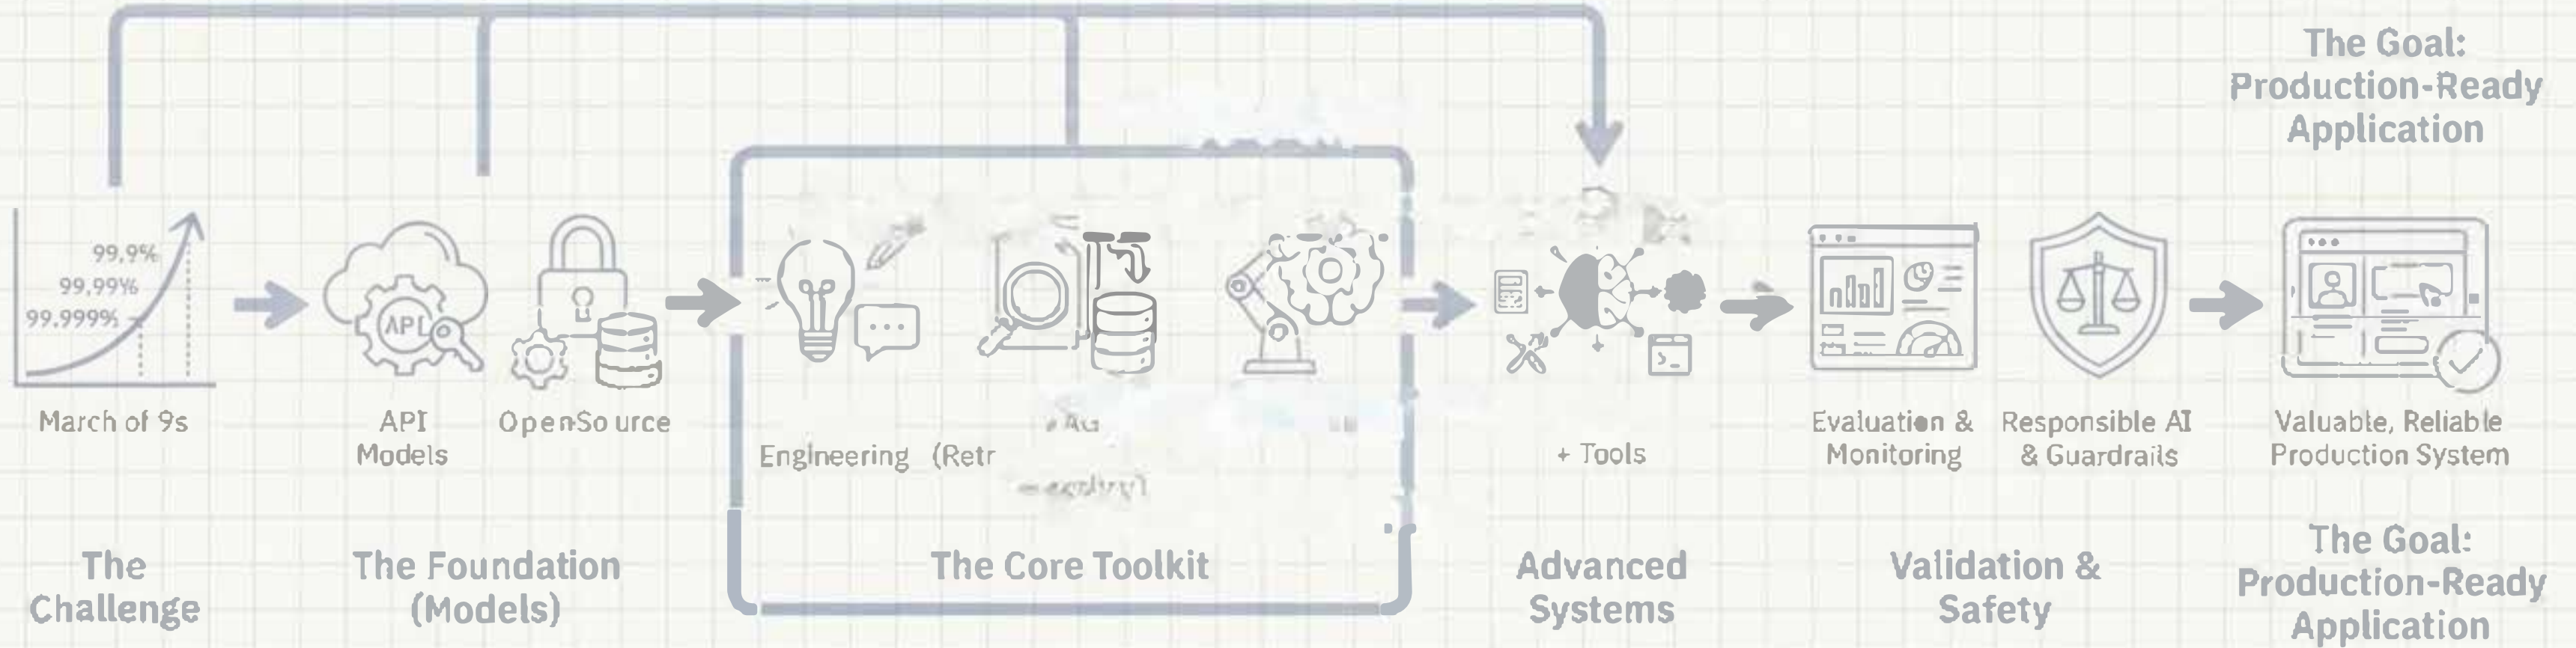 The Goal:
Production-Ready
Application
99,9%
99,99%
99.999%
API
March of 9s
API
Models
OpenSo urce
Engineering (Retr
+ Tools
Evaluation &
Monitoring
Responsible AI
& Guardrails
Valuable, Reliable
Production System
The
Challenge
The Foundation
(Models)
The Core Toolkit
Advanced
Systems
Validation &
Safety
The Goal:
Production-Ready
Application